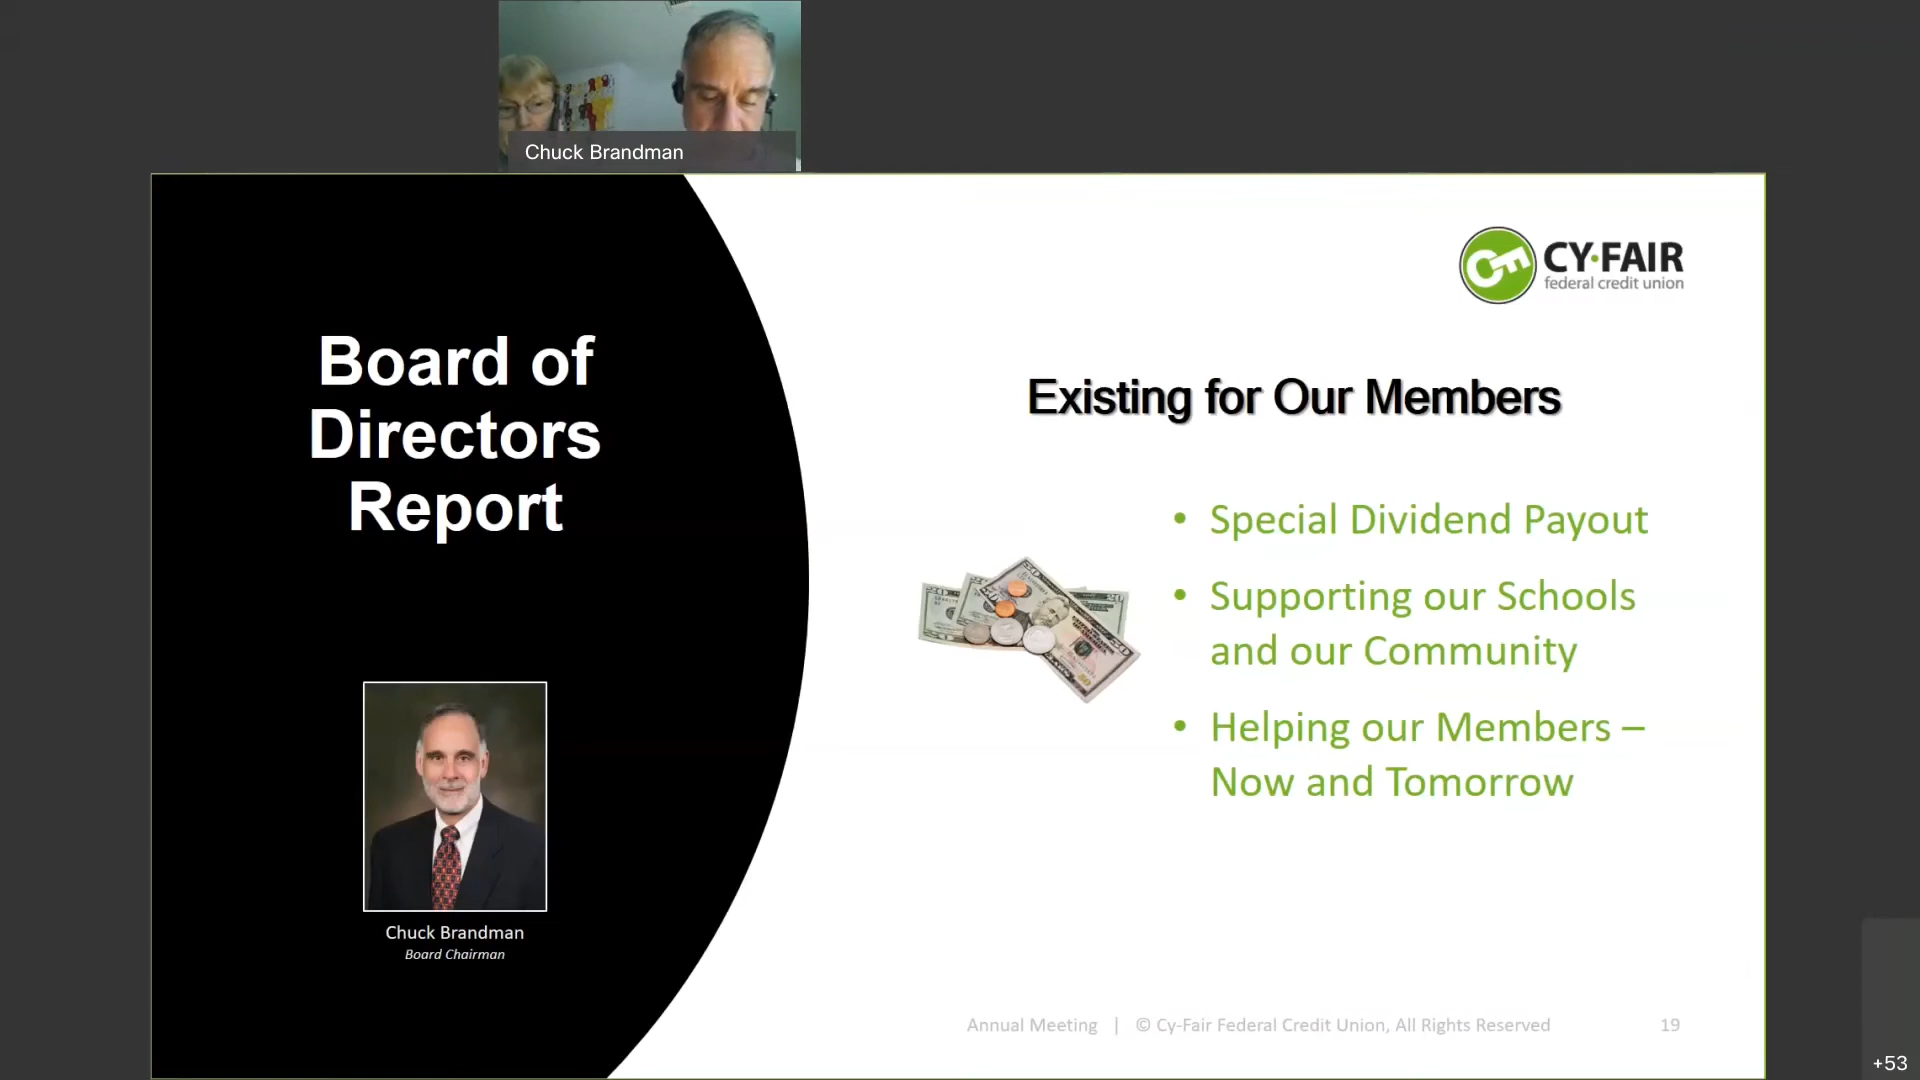 Chuck Brandman
CY·FAIR
federal credit union
Board of
Directors
Report
Existing for Our Members
• Special Dividend Payout
• Supporting our Schools
and our Community
• Helping our Members –
Now and Tomorrow
Chuck Brandman
Board Chairman
Annual Meeting | © Cy-Fair Federal Credit Union, All Rights Reserved 19
+53